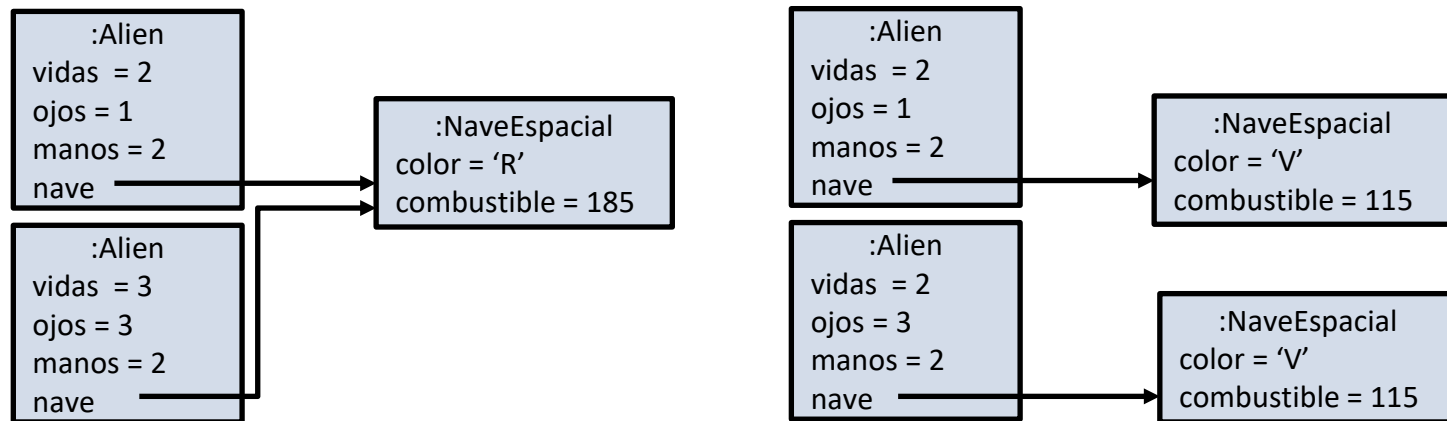 :Alien
vidas = 2
ojos = 1
manos = 2
nave
:NaveEspacial
color = ‘R’
combustible = 185
:Alien
vidas = 3
ojos = 3
manos = 2
nave
:Alien
vidas = 2
ojos = 1
manos = 2
nave
:NaveEspacial
color = ‘V’
combustible = 115
:Alien
vidas = 2
ojos = 3
manos = 2
nave
:NaveEspacial
color = ‘V’
combustible = 115